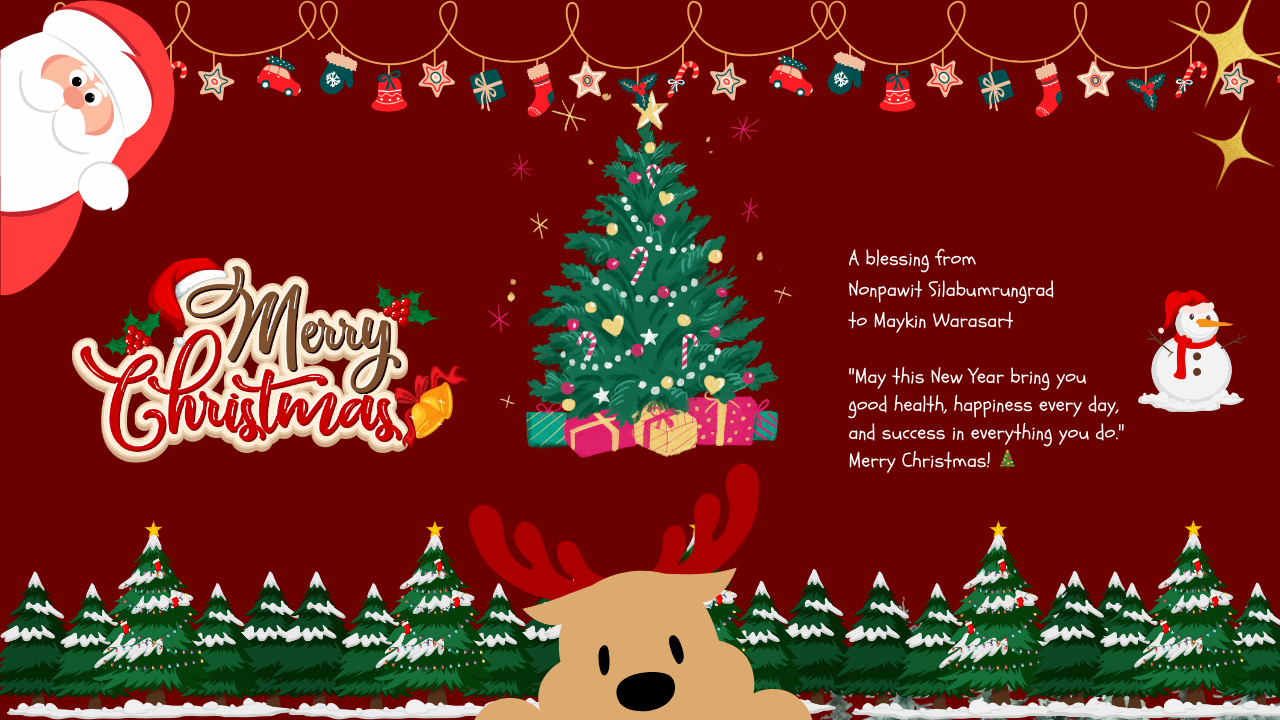 Merry
Christmas
A blessing from
Nonpawit Silabumrungrad
to Maykin Warasart
"May this New Year bring you
good health, happiness every day,
and success in everything you do."
Merry Christmas! 🎄